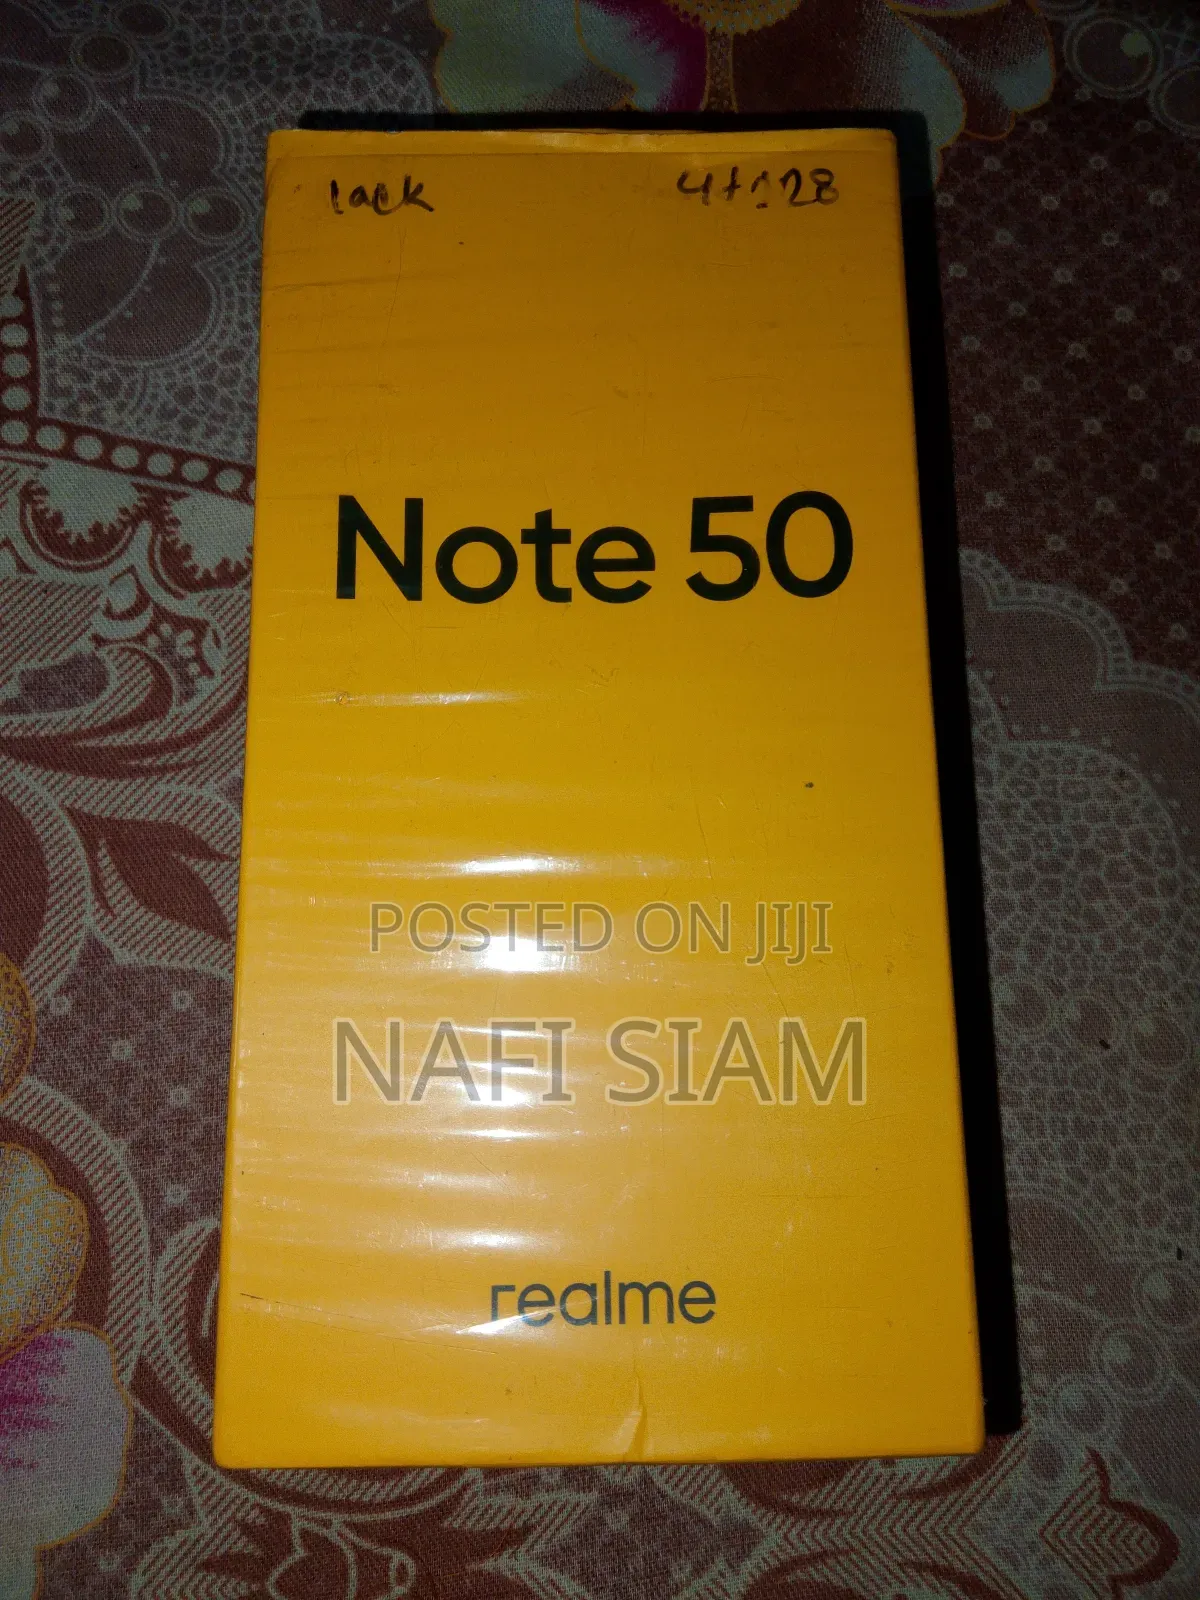 lack 4+128
Note 50
POSTED ON JIJI
NAFI SIAM
realme